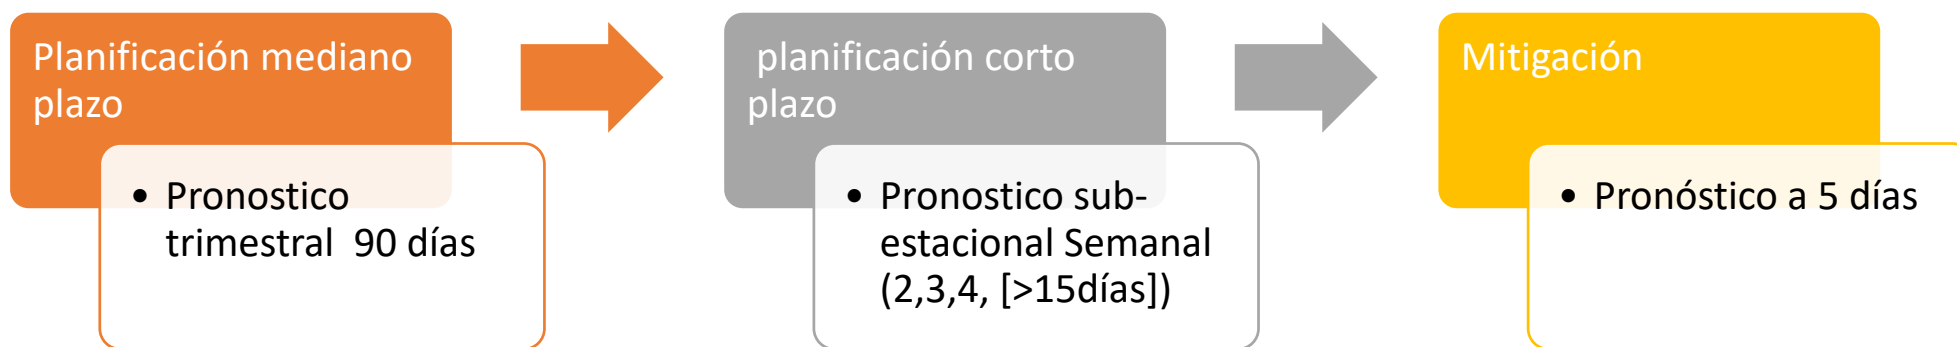 Planificación mediano
plazo
• Pronostico
trimestral 90 días
planificación corto
plazo
• Pronostico sub-
estacional Semanal
(2,3,4, [>15días])
Mitigación
• Pronóstico a 5 días